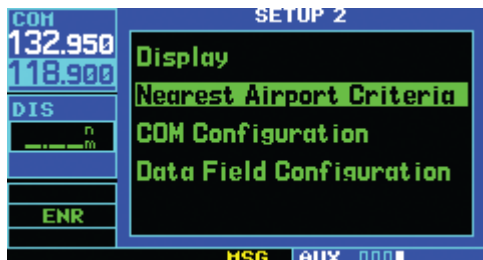 COM
132.950
118.900
DIS
_._ _ nm
ENR
SETUP 2
Display
Nearest Airport Criteria
COM Configuration
Data Field Configuration
MSG AUX